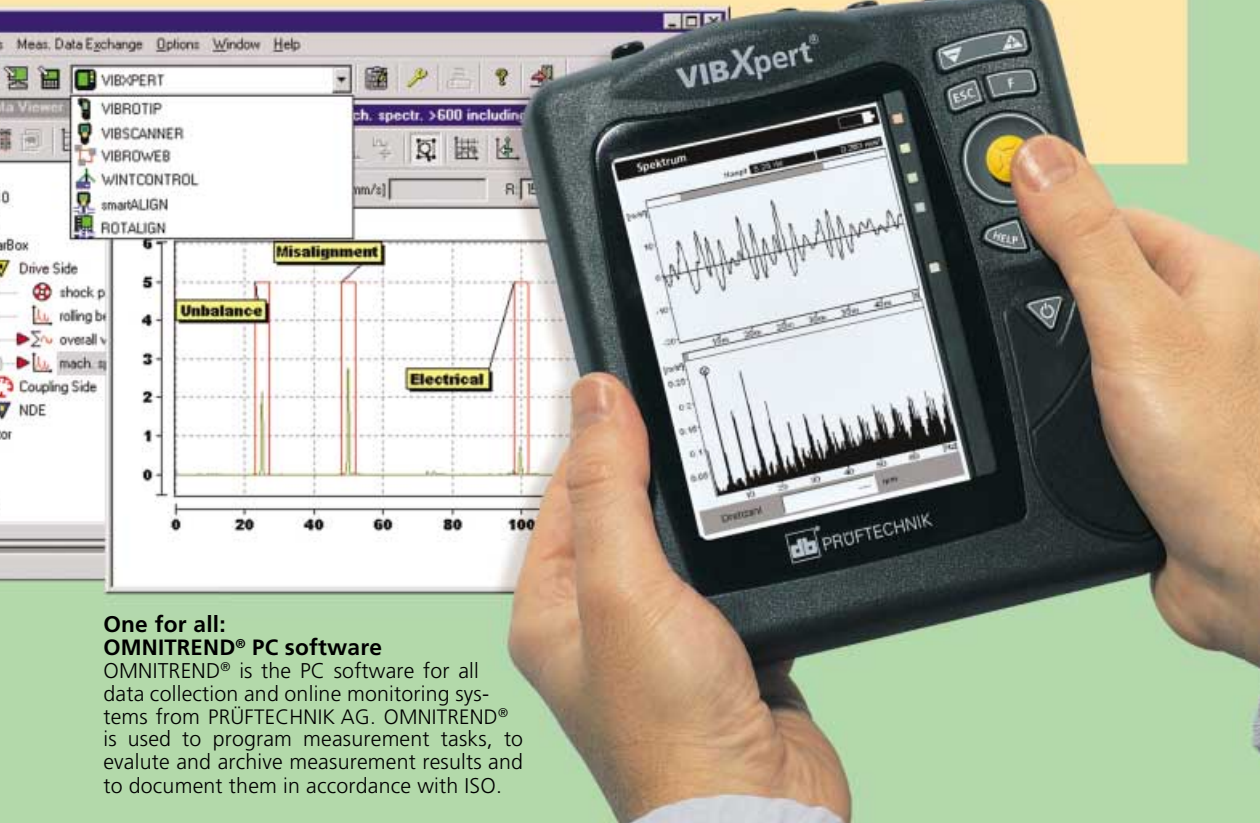 Meas. Data Exchange Options Window Help
VIBXPERT
VIBROTIP
VIBSCANNER
VIBROWEB
WINTCONTROL
smartALIGN
ROTALIGN
Viewer
ch. spectr. >600 including
mm/s]
R:
Drive Side
shock p
rolling be
overall v
mach. s
Coupling Side
NDE
Misalignment
Unbalance
Electrical
6
5
4
3
2
1
0
0 20 40 60 80 100
VIBXpert®
ESC
F
HELP
Spektrum
Drehzahl
rpm
db® PRÜFTECHNIK
One for all:
OMNITREND® PC software
OMNITREND® is the PC software for all
data collection and online monitoring sys-
tems from PRÜFTECHNIK AG. OMNITREND®
is used to program measurement tasks, to
evalute and archive measurement results and
to document them in accordance with ISO.